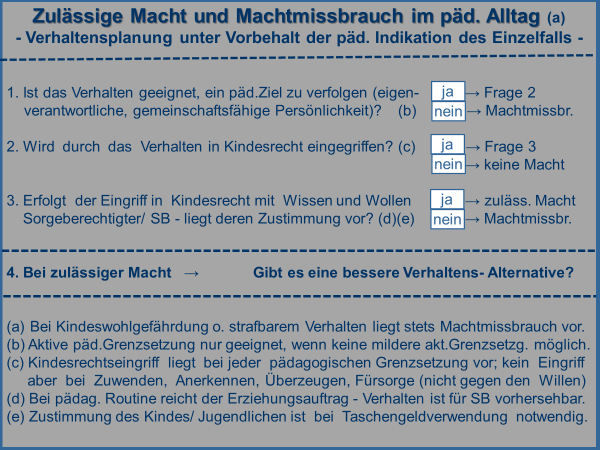 Zulässige Macht und Machtmissbrauch im päd. Alltag (a)
- Verhaltensplanung unter Vorbehalt der päd. Indikation des Einzelfalls -
1. Ist das Verhalten geeignet, ein päd.Ziel zu verfolgen (eigen- ja → Frage 2
verantwortliche, gemeinschaftsfähige Persönlichkeit)? (b) nein → Machtmissbr.
2. Wird durch das Verhalten in Kindesrecht eingegriffen? (c) ja → Frage 3
nein → keine Macht
3. Erfolgt der Eingriff in Kindesrecht mit Wissen und Wollen ja → zuläss. Macht
Sorgeberechtigter/ SB - liegt deren Zustimmung vor? (d)(e) nein → Machtmissbr.
4. Bei zulässiger Macht → Gibt es eine bessere Verhaltens- Alternative?
(a) Bei Kindeswohlgefährdung o. strafbarem Verhalten liegt stets Machtmissbrauch vor.
(b) Aktive päd.Grenzsetzung nur geeignet, wenn keine mildere akt.Grenzsetzg. möglich.
(c) Kindesrechtseingriff liegt bei jeder pädagogischen Grenzsetzung vor; kein Eingriff
aber bei Zuwenden, Anerkennen, Überzeugen, Fürsorge (nicht gegen den Willen)
(d) Bei pädag. Routine reicht der Erziehungsauftrag - Verhalten ist für SB vorhersehbar.
(e) Zustimmung des Kindes/ Jugendlichen ist bei Taschengeldverwendung notwendig.